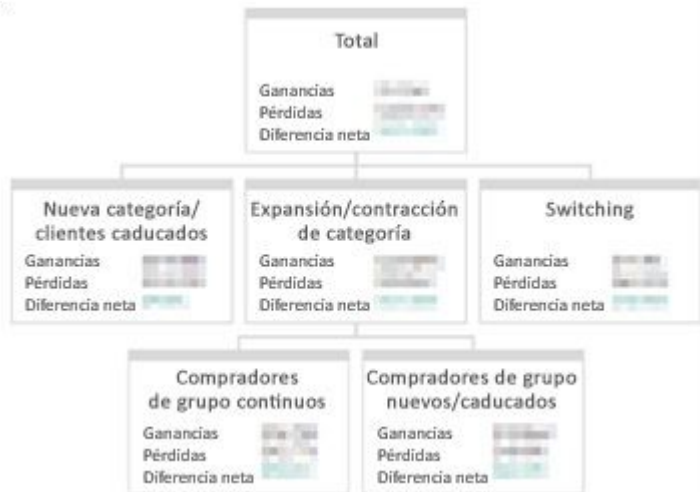 Total
Ganancias
Pérdidas
Diferencia neta
Nueva categoría/
clientes caducados
Ganancias
Pérdidas
Diferencia neta
Expansión/contracción
de categoría
Ganancias
Pérdidas
Diferencia neta
Switching
Ganancias
Pérdidas
Diferencia neta
Compradores
de grupo continuos
Ganancias
Pérdidas
Diferencia neta
Compradores de grupo
nuevos/caducados
Ganancias
Pérdidas
Diferencia neta